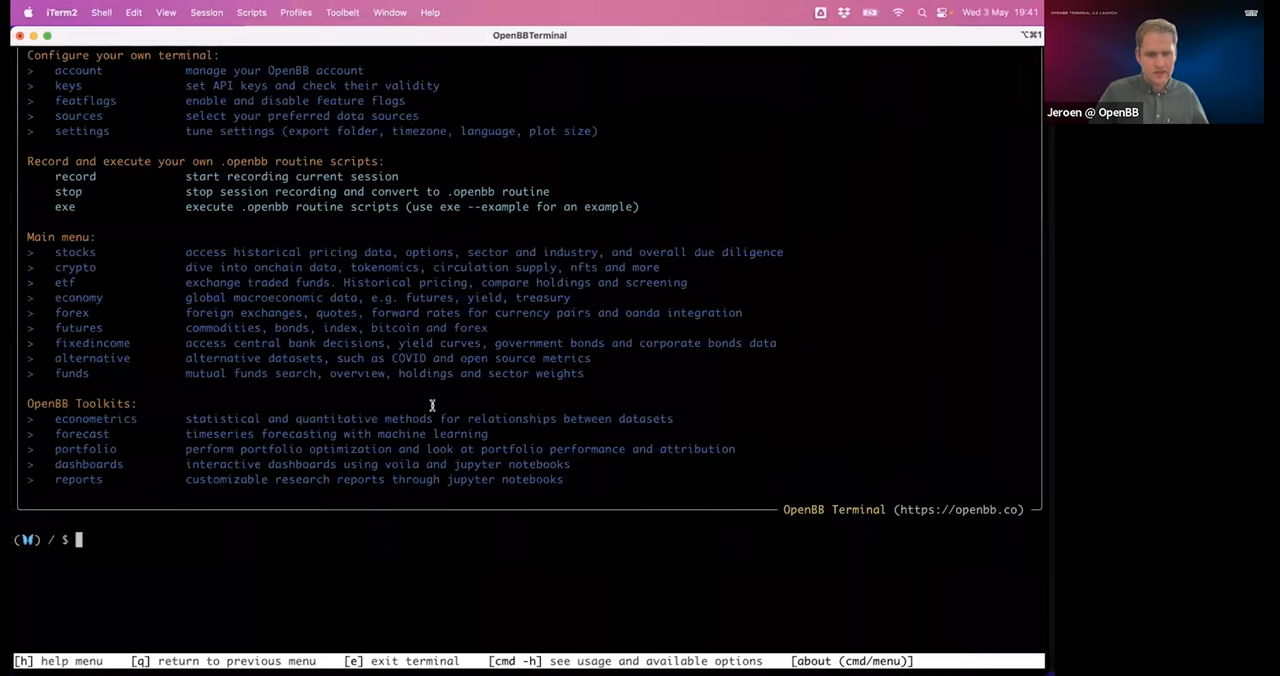 iTerm2 Shell Edit View Session Scripts Profiles Toolbelt Window Help Wed 3 May 19:41
OpenBBTerminal ⌥⌘1
OPENBB TERMINAL 3.0 LAUNCH
Jeroen @ OpenBB
Configure your own terminal:
> account manage your OpenBB account
> keys set API keys and check their validity
> featflags enable and disable feature flags
> sources select your preferred data sources
> settings tune settings (export folder, timezone, language, plot size)
Record and execute your own .openbb routine scripts:
record start recording current session
stop stop session recording and convert to .openbb routine
exe execute .openbb routine scripts (use exe --example for an example)
Main menu:
> stocks access historical pricing data, options, sector and industry, and overall due diligence
> crypto dive into onchain data, tokenomics, circulation supply, nfts and more
> etf exchange traded funds. Historical pricing, compare holdings and screening
> economy global macroeconomic data, e.g. futures, yield, treasury
> forex foreign exchanges, quotes, forward rates for currency pairs and oanda integration
> futures commodities, bonds, index, bitcoin and forex
> fixedincome access central bank decisions, yield curves, government bonds and corporate bonds data
> alternative alternative datasets, such as COVID and open source metrics
> funds mutual funds search, overview, holdings and sector weights
OpenBB Toolkits:
> econometrics statistical and quantitative methods for relationships between datasets
> forecast timeseries forecasting with machine learning
> portfolio perform portfolio optimization and look at portfolio performance and attribution
> dashboards interactive dashboards using voila and jupyter notebooks
> reports customizable research reports through jupyter notebooks
OpenBB Terminal (https://openbb.co)
(🦋) / $
[h] help menu [q] return to previous menu [e] exit terminal [cmd -h] see usage and available options [about (cmd/menu)]